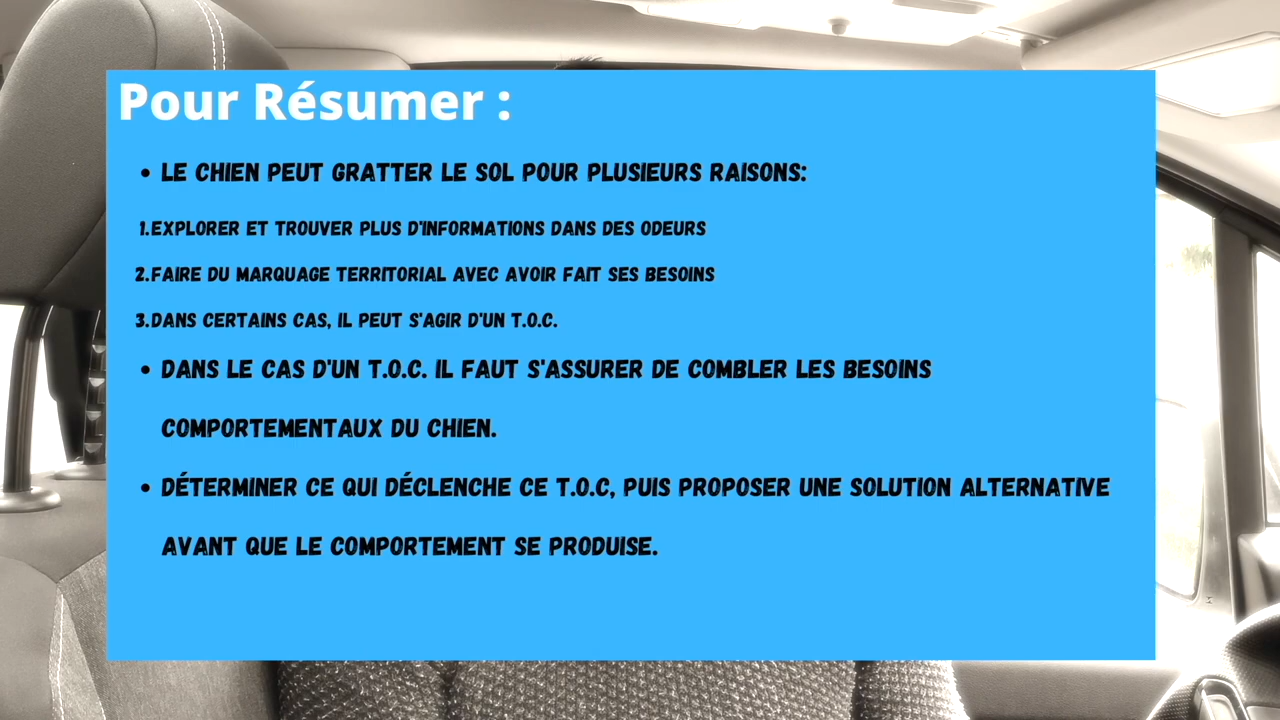 Pour Résumer :
• LE CHIEN PEUT GRATTER LE SOL POUR PLUSIEURS RAISONS:
1.EXPLORER ET TROUVER PLUS D'INFORMATIONS DANS DES ODEURS
2.FAIRE DU MARQUAGE TERRITORIAL AVEC AVOIR FAIT SES BESOINS
3.DANS CERTAINS CAS, IL PEUT S'AGIR D'UN T.O.C.
• DANS LE CAS D'UN T.O.C. IL FAUT S'ASSURER DE COMBLER LES BESOINS
COMPORTEMENTAUX DU CHIEN.
• DÉTERMINER CE QUI DÉCLENCHE CE T.O.C, PUIS PROPOSER UNE SOLUTION ALTERNATIVE
AVANT QUE LE COMPORTEMENT SE PRODUISE.